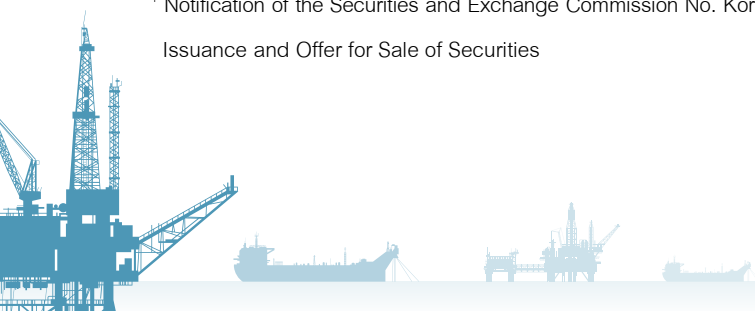 Notification of the Securities and Exchange Commission No. Kor
Issuance and Offer for Sale of Securities